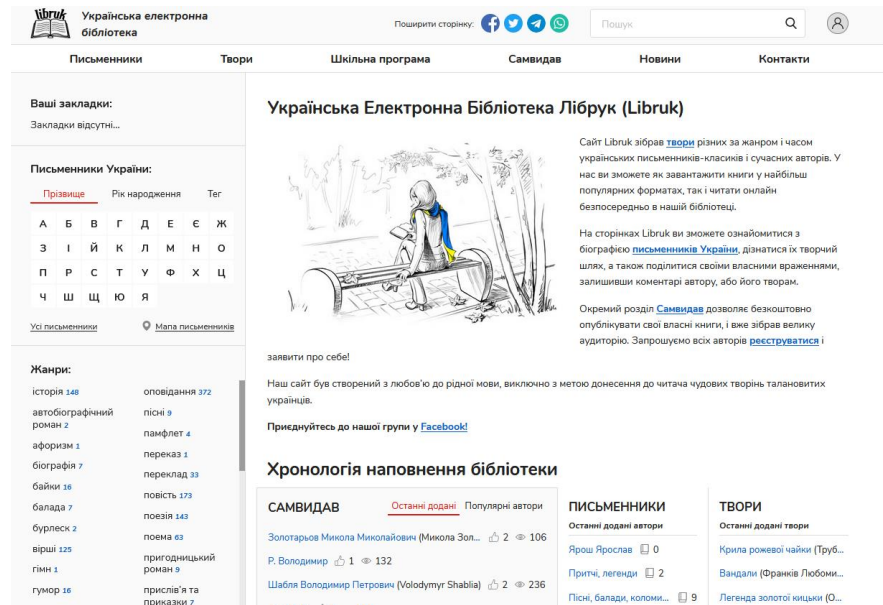 libruk
Українська електронна
бібліотека
Поширити сторінку:
Пошук
Письменники Твори Шкільна програма Самвидав Новини Контакти
Ваші закладки:
Закладки відсутні...
Письменники України:
Прізвище Рік народження Тег
А Б В Г Д Е Є Ж
З І Й К Л М Н О
П Р С Т У Ф Х Ц
Ч Ш Щ Ю Я
Усі письменники Мапа письменників
Жанри:
історія 148
автобіографічний
роман 2
афоризм 1
біографія 7
байки 16
балада 7
бурлеск 2
вірші 125
гімн 1
гумор 16
оповідання 372
пісні 9
памфлет 4
переказ 1
переклад 33
повість 173
поезія 143
поема 63
пригодницький
роман 9
прислів'я та
приказки 7
Українська Електронна Бібліотека Лібрук (Libruk)
Сайт Libruk зібрав твори різних за жанром і часом
українських письменників-класиків і сучасних авторів. У
нас ви зможете як завантажити книги у найбільш
популярних форматах, так і читати онлайн
безпосередньо в нашій бібліотеці.
На сторінках Libruk ви зможете ознайомитися з
біографією письменників України, дізнатися їх творчий
шлях, а також поділитися своїми власними враженнями,
залишивши коментарі автору, або його творам.
Окремий розділ Самвидав дозволяє безкоштовно
опублікувати свої власні книги, і вже зібрав велику
аудиторію. Запрошуємо всіх авторів реєструватися і
заявити про себе!
Наш сайт був створений з любов'ю до рідної мови, виключно з метою донесення до читача чудових творінь талановитих
українців.
Приєднуйтесь до нашої групи у Facebook!
Хронологія наповнення бібліотеки
САМВИДАВ Останні додані Популярні автори
Золотарьов Микола Миколайович (Микола Зол... 2 106
Р. Володимир 1 132
Шабля Володимир Петрович (Volodymyr Shablia) 2 236
ПИСЬМЕННИКИ
Останні додані автори
Ярош Ярослав 0
Притчі, легенди 2
Пісні, балади, коломи... 9
ТВОРИ
Останні додані твори
Крила рожевої чайки (Труб...
Вандали (Франків Любоми...
Легенда золотої кицьки (О...